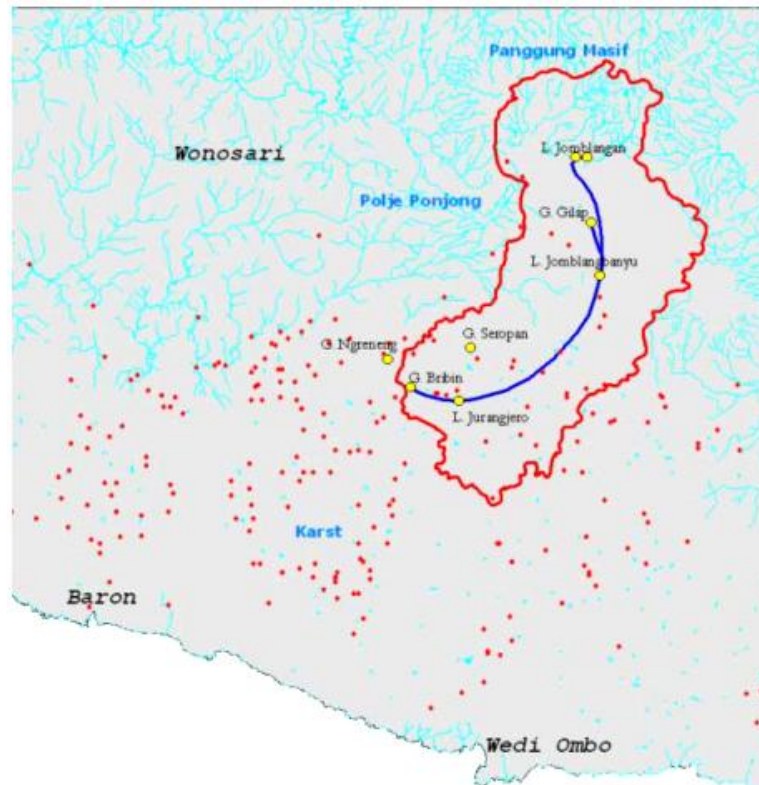 Panggung Masif
Wonosari
L. Jomblangan
Polje Ponjong
G. Gilap
L. Jomblangbanyu
G. Seropan
G. Ngreneng
G. Bribin
L. Jurangjero
Karst
Baron
Wedi Ombo